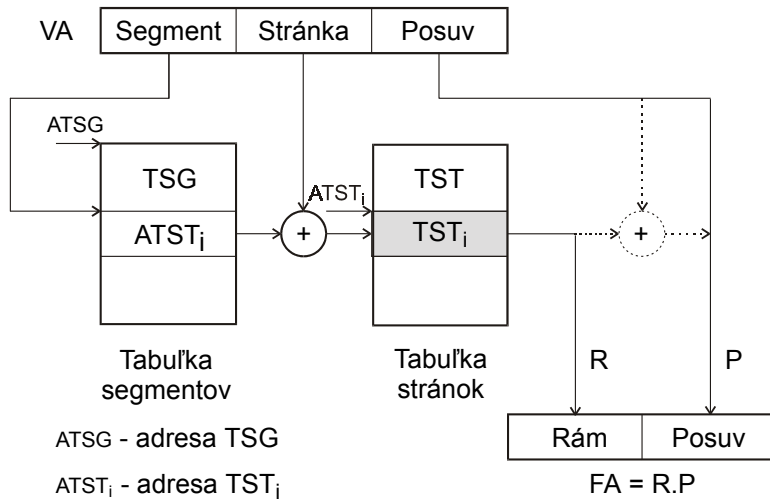 VA Segment Stránka Posuv
ATSG
TSG TST
ATSTi
ATSTi + TSTi +
Tabuľka segmentov
Tabuľka stránok
R P
ATSG - adresa TSG
Rám Posuv
ATSTi - adresa TSTi
FA = R.P